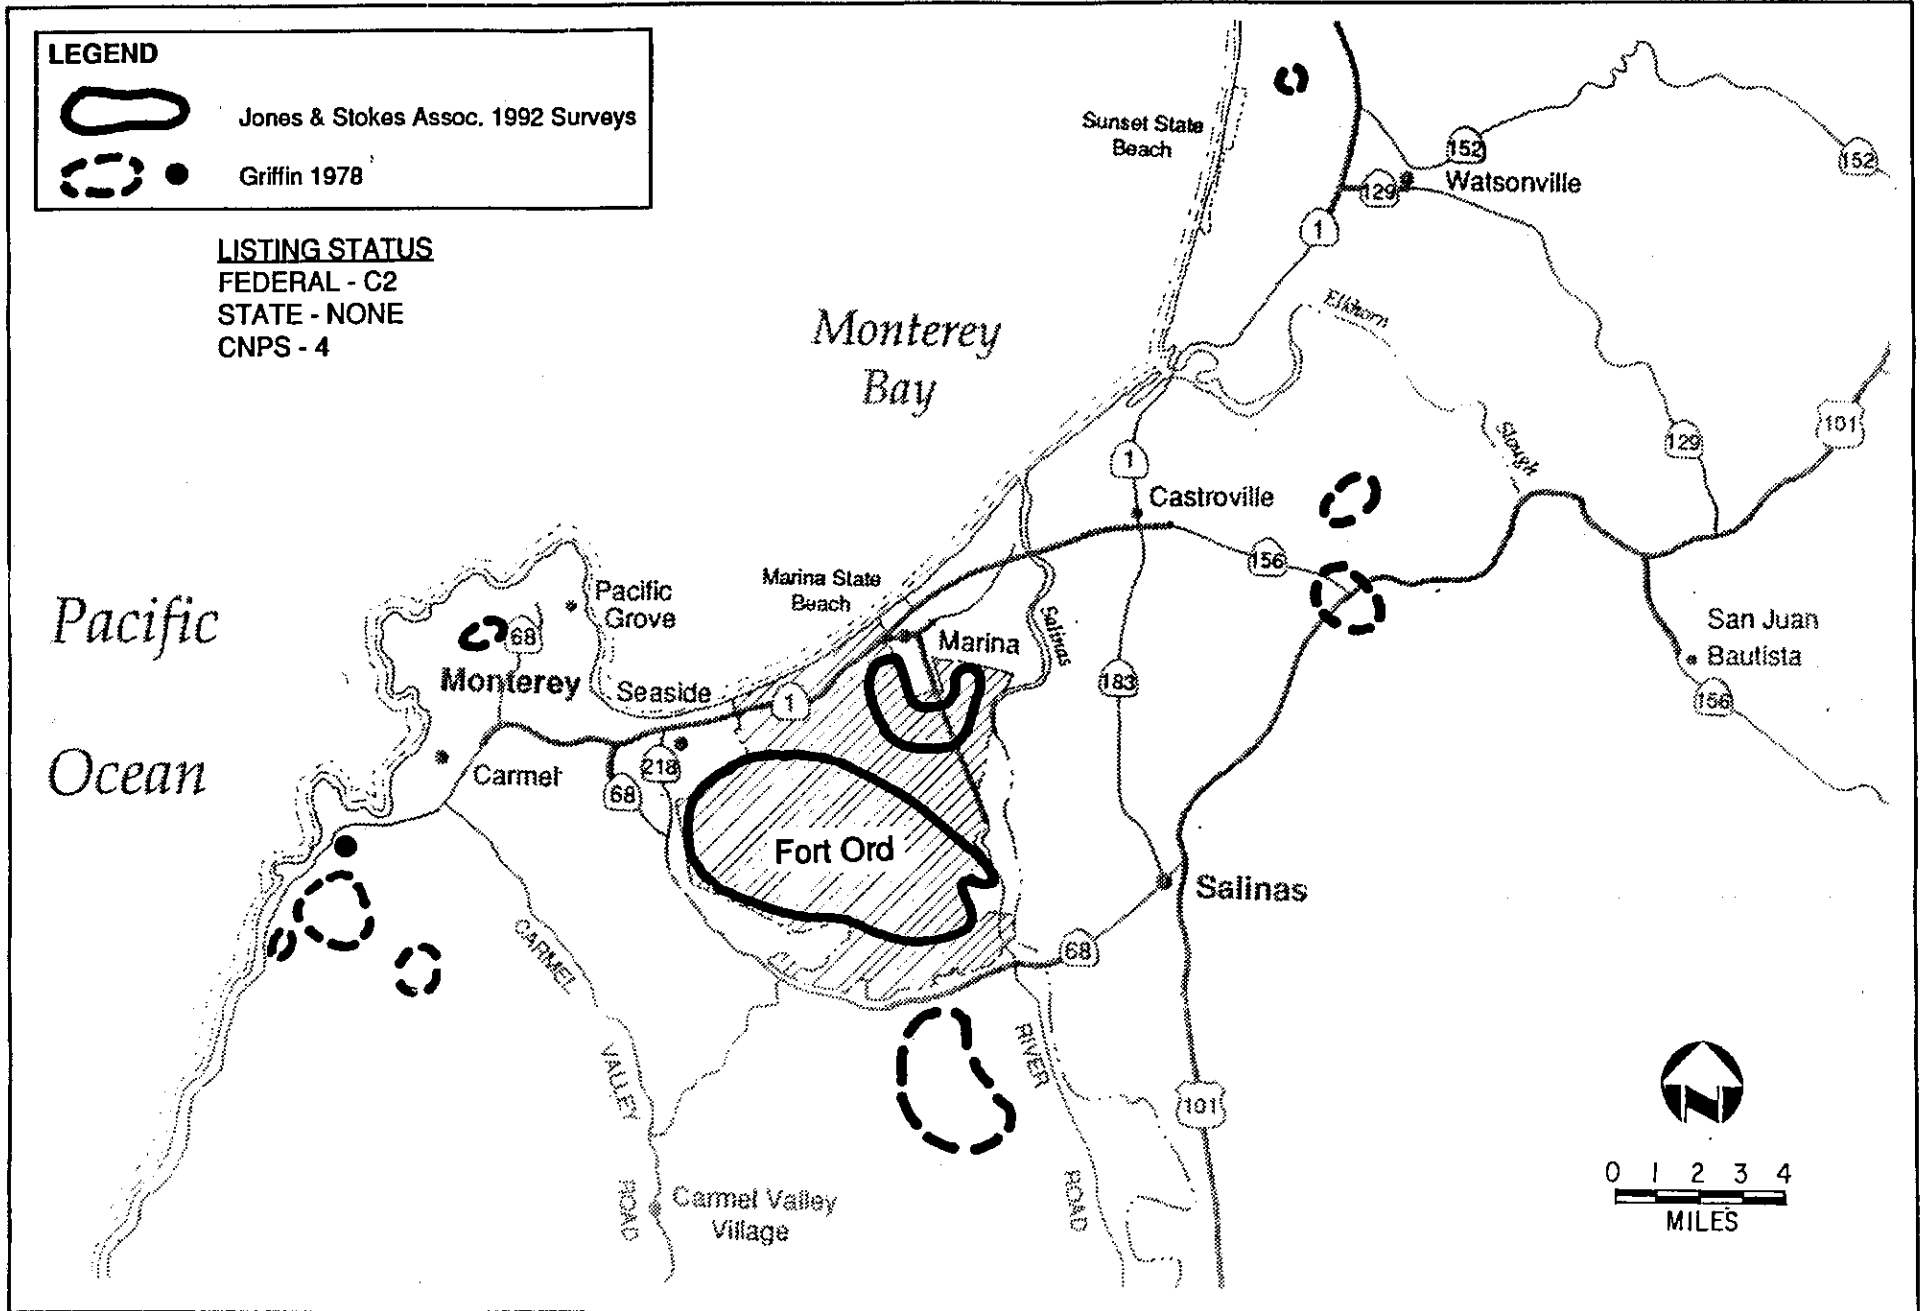 LEGEND
Jones & Stokes Assoc. 1992 Surveys
Griffin 1978
LISTING STATUS
FEDERAL - C2
STATE - NONE
CNPS - 4
Monterey
Bay
Pacific
Ocean
Sunset State
Beach
152
152
129
Watsonville
1
Elkhorn
Slough
101
129
1
Castroville
156
Marina State
Beach
Pacific
Grove
68
Monterey
Seaside
1
Marina
Salinas
183
San Juan
Bautista
156
Carmel
218
68
Fort Ord
Salinas
68
CARMEL
VALLEY
ROAD
RIVER
ROAD
101
Carmel Valley
Village
N
0 1 2 3 4
MILES